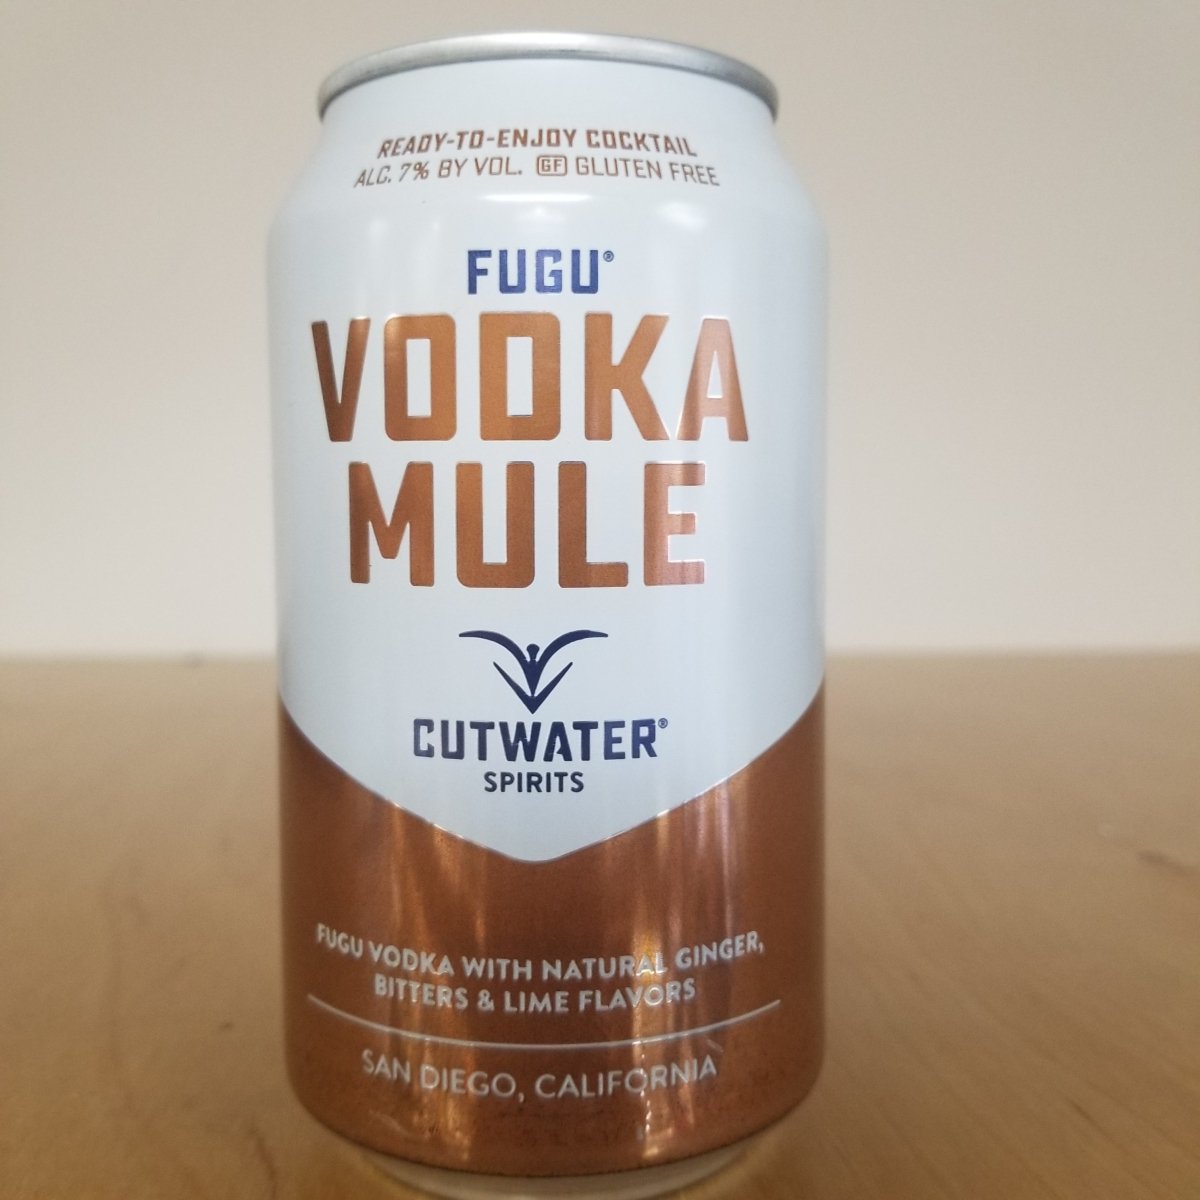 READY-TO-ENJOY COCKTAIL
ALC. 7% BY VOL. GF GLUTEN FREE
FUGU®
VODKA
MULE
CUTWATER®
SPIRITS
FUGU VODKA WITH NATURAL GINGER,
BITTERS & LIME FLAVORS
SAN DIEGO, CALIFORNIA